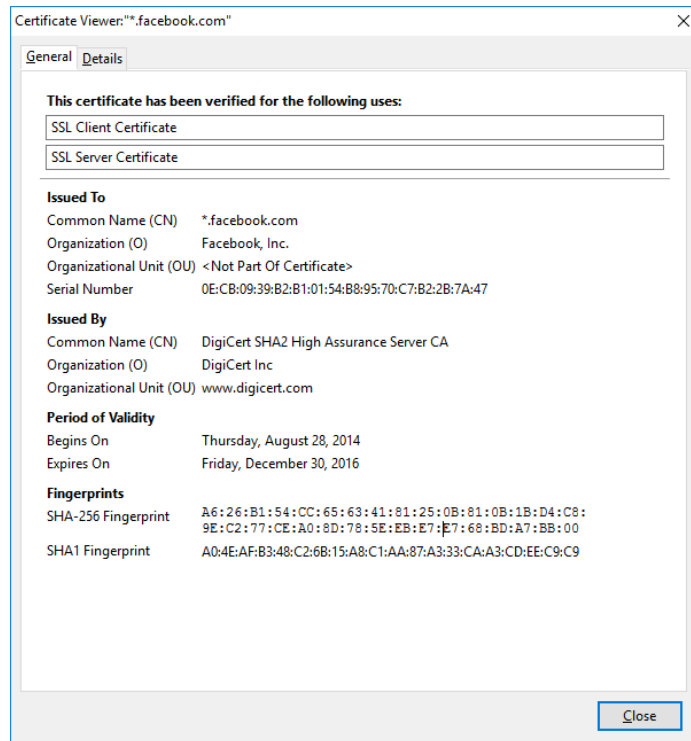 Certificate Viewer:"*.facebook.com"
General Details
This certificate has been verified for the following uses:
SSL Client Certificate
SSL Server Certificate
Issued To
Common Name (CN) *.facebook.com
Organization (O) Facebook, Inc.
Organizational Unit (OU) <Not Part Of Certificate>
Serial Number 0E:CB:09:39:B2:B1:01:54:B8:95:70:C7:B2:2B:7A:47
Issued By
Common Name (CN) DigiCert SHA2 High Assurance Server CA
Organization (O) DigiCert Inc
Organizational Unit (OU) www.digicert.com
Period of Validity
Begins On Thursday, August 28, 2014
Expires On Friday, December 30, 2016
Fingerprints
SHA-256 Fingerprint A6:26:B1:54:CC:65:63:41:81:25:0B:81:0B:1B:D4:C8:
9E:C2:77:CE:A0:8D:78:5E:EB:E7:E7:68:BD:A7:BB:00
SHA1 Fingerprint A0:4E:AF:B3:48:C2:6B:15:A8:C1:AA:87:A3:33:CA:A3:CD:EE:C9:C9
Close